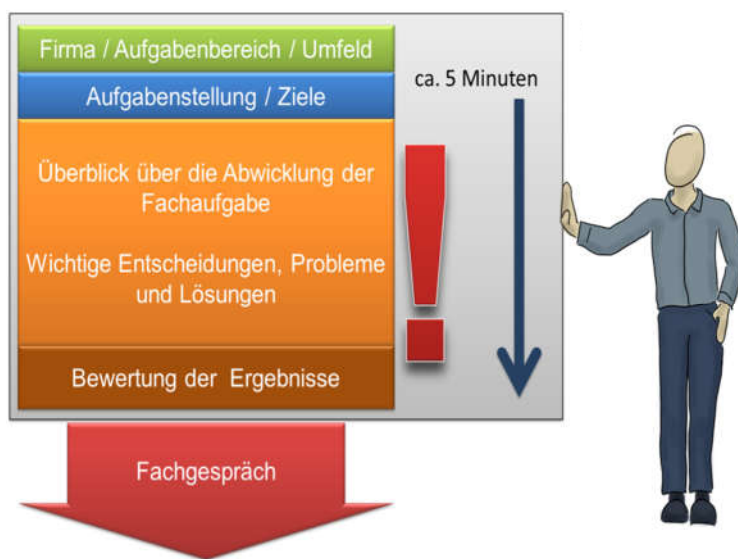 Firma / Aufgabenbereich / Umfeld
Aufgabenstellung / Ziele
ca. 5 Minuten
Überblick über die Abwicklung der
Fachaufgabe
Wichtige Entscheidungen, Probleme
und Lösungen
!
Bewertung der Ergebnisse
Fachgespräch